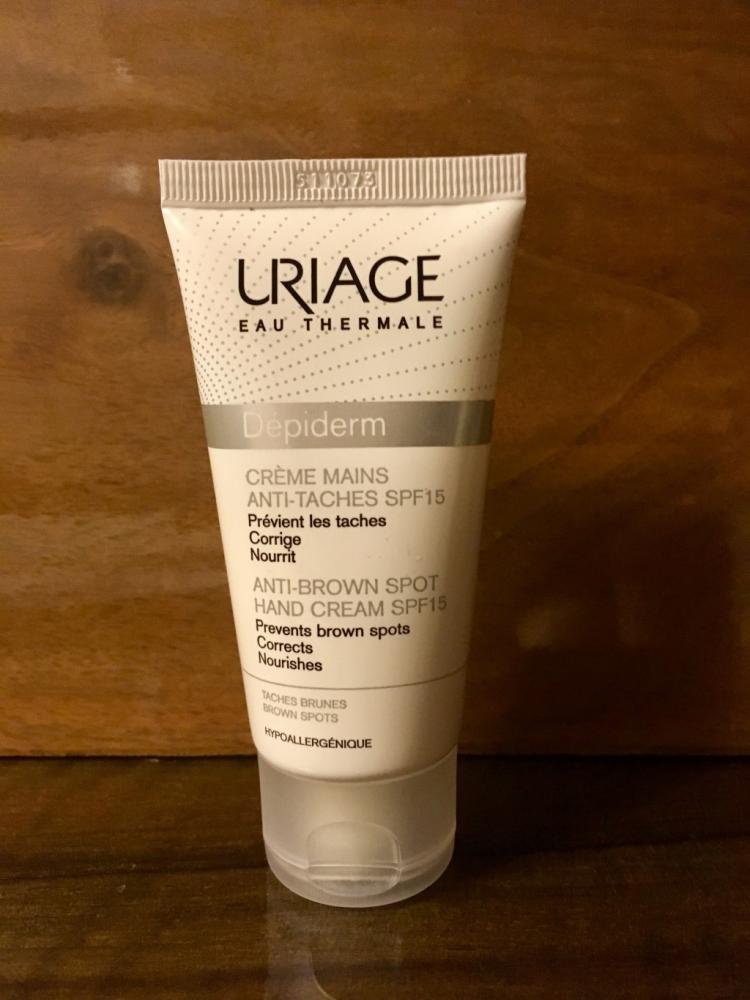 511073
URIAGE
EAU THERMALE
Dépiderm
CRÈME MAINS
ANTI-TACHES SPF15
Prévient les taches
Corrige
Nourrit
ANTI-BROWN SPOT
HAND CREAM SPF15
Prevents brown spots
Corrects
Nourishes
TACHES BRUNES
BROWN SPOTS
HYPOALLERGÉNIQUE